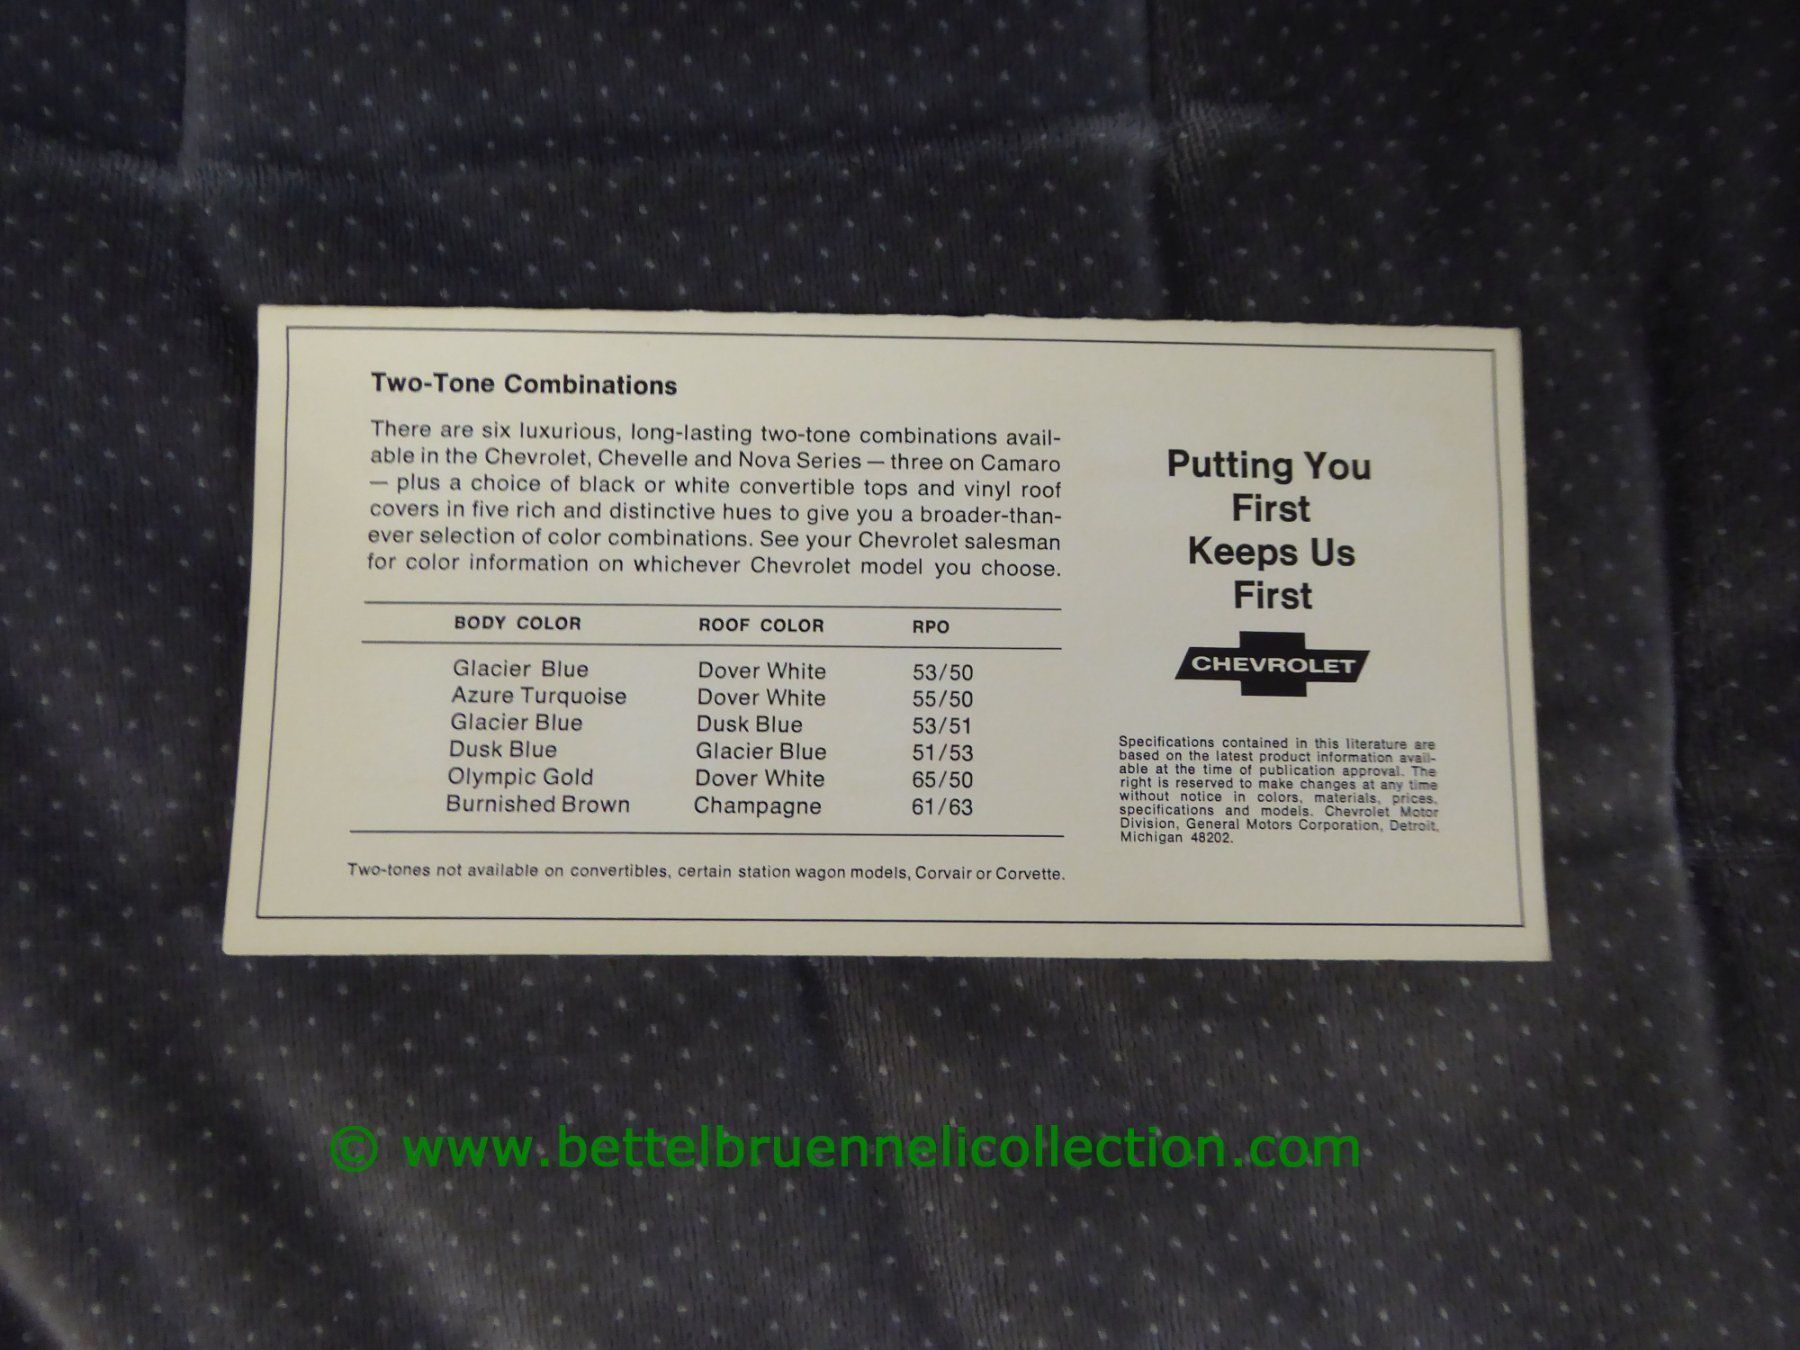 Two-Tone Combinations
There are six luxurious, long-lasting two-tone combinations avail-
able in the Chevrolet, Chevelle and Nova Series — three on Camaro
— plus a choice of black or white convertible tops and vinyl roof
covers in five rich and distinctive hues to give you a broader-than-
ever selection of color combinations. See your Chevrolet salesman
for color information on whichever Chevrolet model you choose.
BODY COLOR ROOF COLOR RPO
Glacier Blue Dover White 53/50
Azure Turquoise Dover White 55/50
Glacier Blue Dusk Blue 53/51
Dusk Blue Glacier Blue 51/53
Olympic Gold Dover White 65/50
Burnished Brown Champagne 61/63
Two-tones not available on convertibles, certain station wagon models, Corvair or Corvette.
Putting You
First
Keeps Us
First
CHEVROLET
Specifications contained in this literature are
based on the latest product information avail-
able at the time of publication approval. The
right is reserved to make changes at any time
without notice in colors, materials, prices,
specifications and models. Chevrolet Motor
Division, General Motors Corporation, Detroit,
Michigan 48202.
© www.bettelbruennelicollection.com